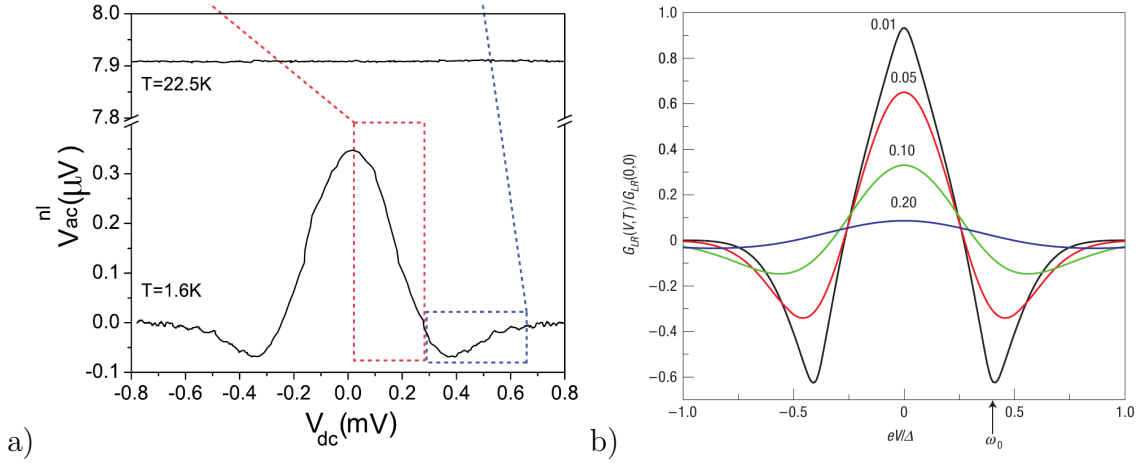 8.0
7.9
7.8
0.3
0.2
0.1
0.0
-0.1
V nl ac (µV)
T=22.5K
T=1.6K
-0.8 -0.6 -0.4 -0.2 0.0 0.2 0.4 0.6 0.8
V dc (mV)
a)
1.0
0.8
0.6
0.4
0.2
0
−0.2
−0.4
−0.6
G LR (V,T)/G LR (0,0)
0.01
0.05
0.10
0.20
−1.0 −0.5 0 0.5 1.0
eV/Δ
ω0
b)